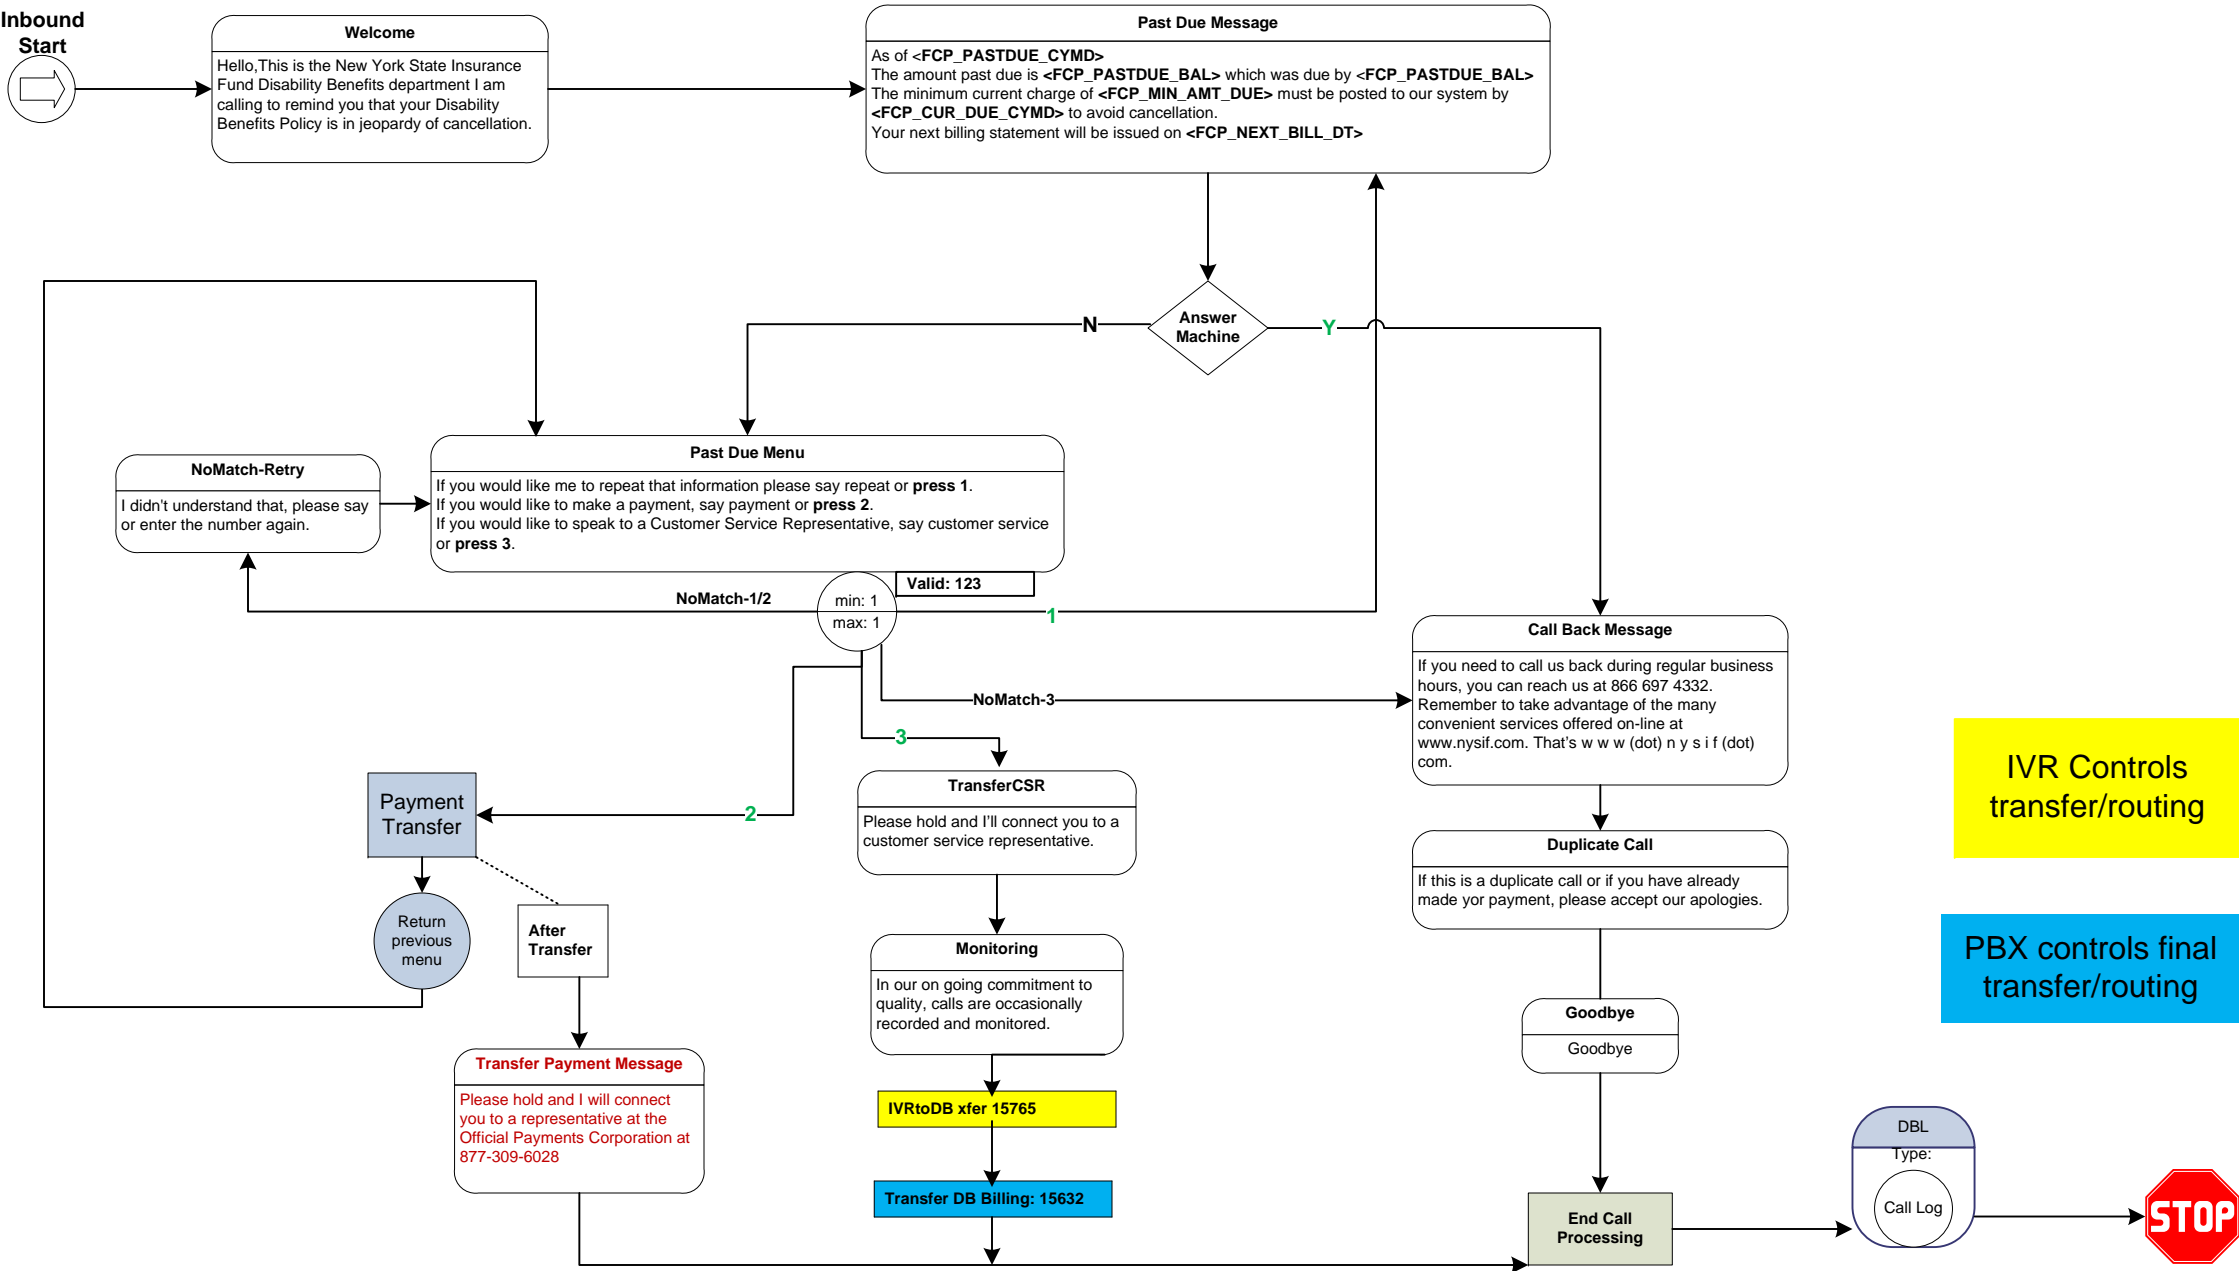 Inbound
Start
Welcome
Hello,This is the New York State Insurance
Fund Disability Benefits department I am
calling to remind you that your Disability
Benefits Policy is in jeopardy of cancellation.
Past Due Message
As of <FCP_PASTDUE_CYMD>
The amount past due is <FCP_PASTDUE_BAL> which was due by <FCP_PASTDUE_BAL>
The minimum current charge of <FCP_MIN_AMT_DUE> must be posted to our system by
<FCP_CUR_DUE_CYMD> to avoid cancellation.
Your next billing statement will be issued on <FCP_NEXT_BILL_DT>
Answer
Machine
N
Y
NoMatch-Retry
I didn't understand that, please say
or enter the number again.
Past Due Menu
If you would like me to repeat that information please say repeat or press 1.
If you would like to make a payment, say payment or press 2.
If you would like to speak to a Customer Service Representative, say customer service
or press 3.
Valid: 123
min: 1
max: 1
NoMatch-1/2
1
NoMatch-3
3
2
Call Back Message
If you need to call us back during regular business
hours, you can reach us at 866 697 4332.
Remember to take advantage of the many
convenient services offered on-line at
www.nysif.com. That's w w w (dot) n y s i f (dot)
com.
IVR Controls
transfer/routing
PBX controls final
transfer/routing
Payment
Transfer
TransferCSR
Please hold and I'll connect you to a
customer service representative.
Duplicate Call
If this is a duplicate call or if you have already
made yor payment, please accept our apologies.
Return
previous
menu
After
Transfer
Monitoring
In our on going commitment to
quality, calls are occasionally
recorded and monitored.
Goodbye
Goodbye
Transfer Payment Message
Please hold and I will connect
you to a representative at the
Official Payments Corporation at
877-309-6028
IVRtoDB xfer 15765
Transfer DB Billing: 15632
End Call
Processing
DBL
Type:
Call Log
STOP